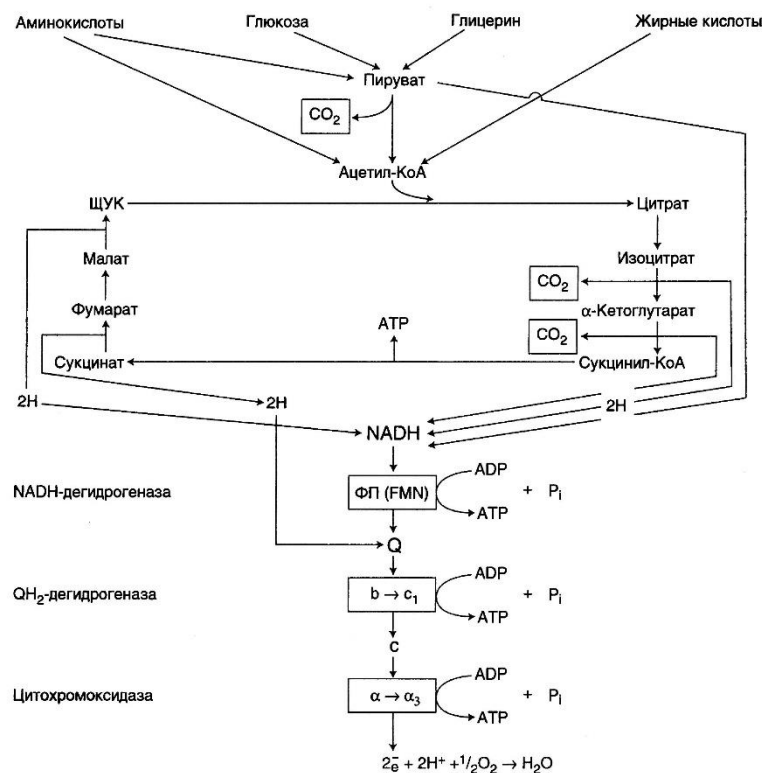 Аминокислоты Глюкоза Глицерин Жирные кислоты
Пируват
CO₂
Ацетил-КоА
ЩУК Цитрат
Малат Изоцитрат
CO₂
Фумарат α-Кетоглутарат
АТР CO₂
Сукцинат Сукцинил-КоА
2H 2H 2H
NADH
ADP
NADH-дегидрогеназа ФП (FMN) + Pᵢ
ATP
Q
ADP
QH₂-дегидрогеназа b → c₁ + Pᵢ
ATP
c
ADP
Цитохромоксидаза α → α₃ + Pᵢ
ATP
2e̅ + 2H⁺ + ¹/₂O₂ → H₂O